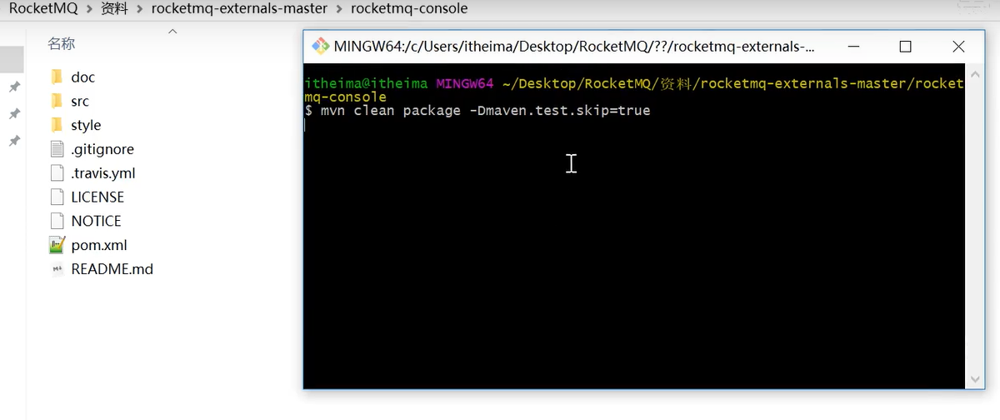 RocketMQ > 资料 > rocketmq-externals-master > rocketmq-console
名称
doc
src
style
.gitignore
.travis.yml
LICENSE
NOTICE
pom.xml
README.md
MINGW64:/c/Users/itheima/Desktop/RocketMQ/??/rocketmq-externals-...
itheima@itheima MINGW64 ~/Desktop/RocketMQ/资料/rocketmq-externals-master/rocket
mq-console
$ mvn clean package -Dmaven.test.skip=true